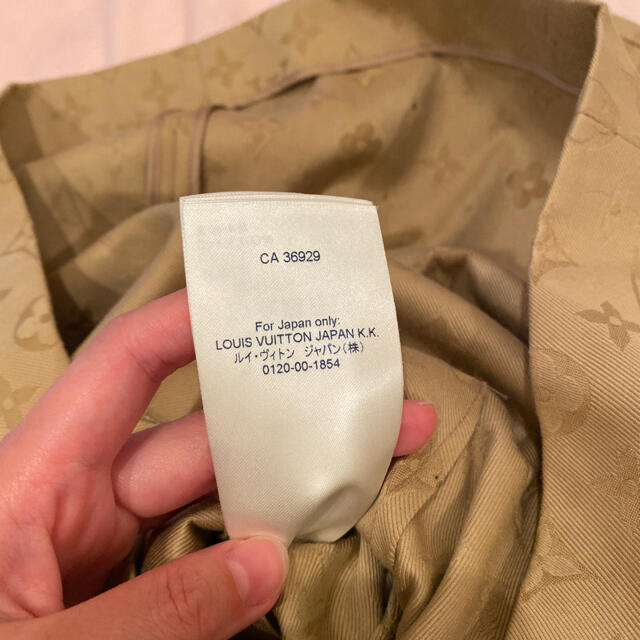 CA 36929
For Japan only:
LOUIS VUITTON JAPAN K.K.
ルイ・ヴィトン ジャパン(株)
0120-00-1854